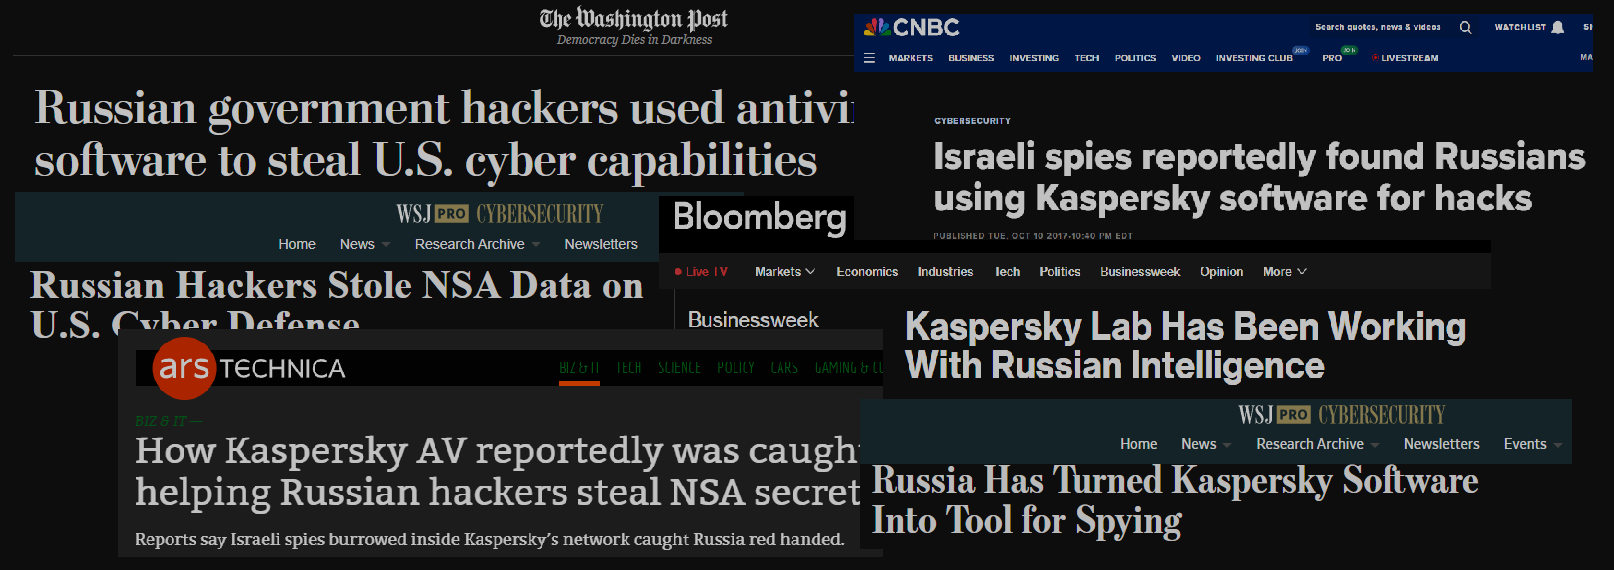 The Washington Post
Democracy Dies in Darkness
Russian government hackers used antivi
software to steal U.S. cyber capabilities
CNBC
Search quotes, news & videos
WATCHLIST
MARKETS BUSINESS INVESTING TECH POLITICS VIDEO INVESTING CLUB JOIN PRO JOIN LIVESTREAM MA
CYBERSECURITY
Israeli spies reportedly found Russians
using Kaspersky software for hacks
PUBLISHED TUE, OCT 10 2017 10:40 PM EDT
WSJ PRO CYBERSECURITY
Home News Research Archive Newsletters
Russian Hackers Stole NSA Data on
U.S. Cyber Defense
Bloomberg
Live TV Markets Economics Industries Tech Politics Businessweek Opinion More
Businessweek
Kaspersky Lab Has Been Working
With Russian Intelligence
ars TECHNICA
BIZ & IT TECH SCIENCE POLICY CARS GAMING & CU
BIZ & IT —
How Kaspersky AV reportedly was caugh
helping Russian hackers steal NSA secret
Reports say Israeli spies burrowed inside Kaspersky's network caught Russia red handed.
WSJ PRO CYBERSECURITY
Home News Research Archive Newsletters Events
Russia Has Turned Kaspersky Software
Into Tool for Spying